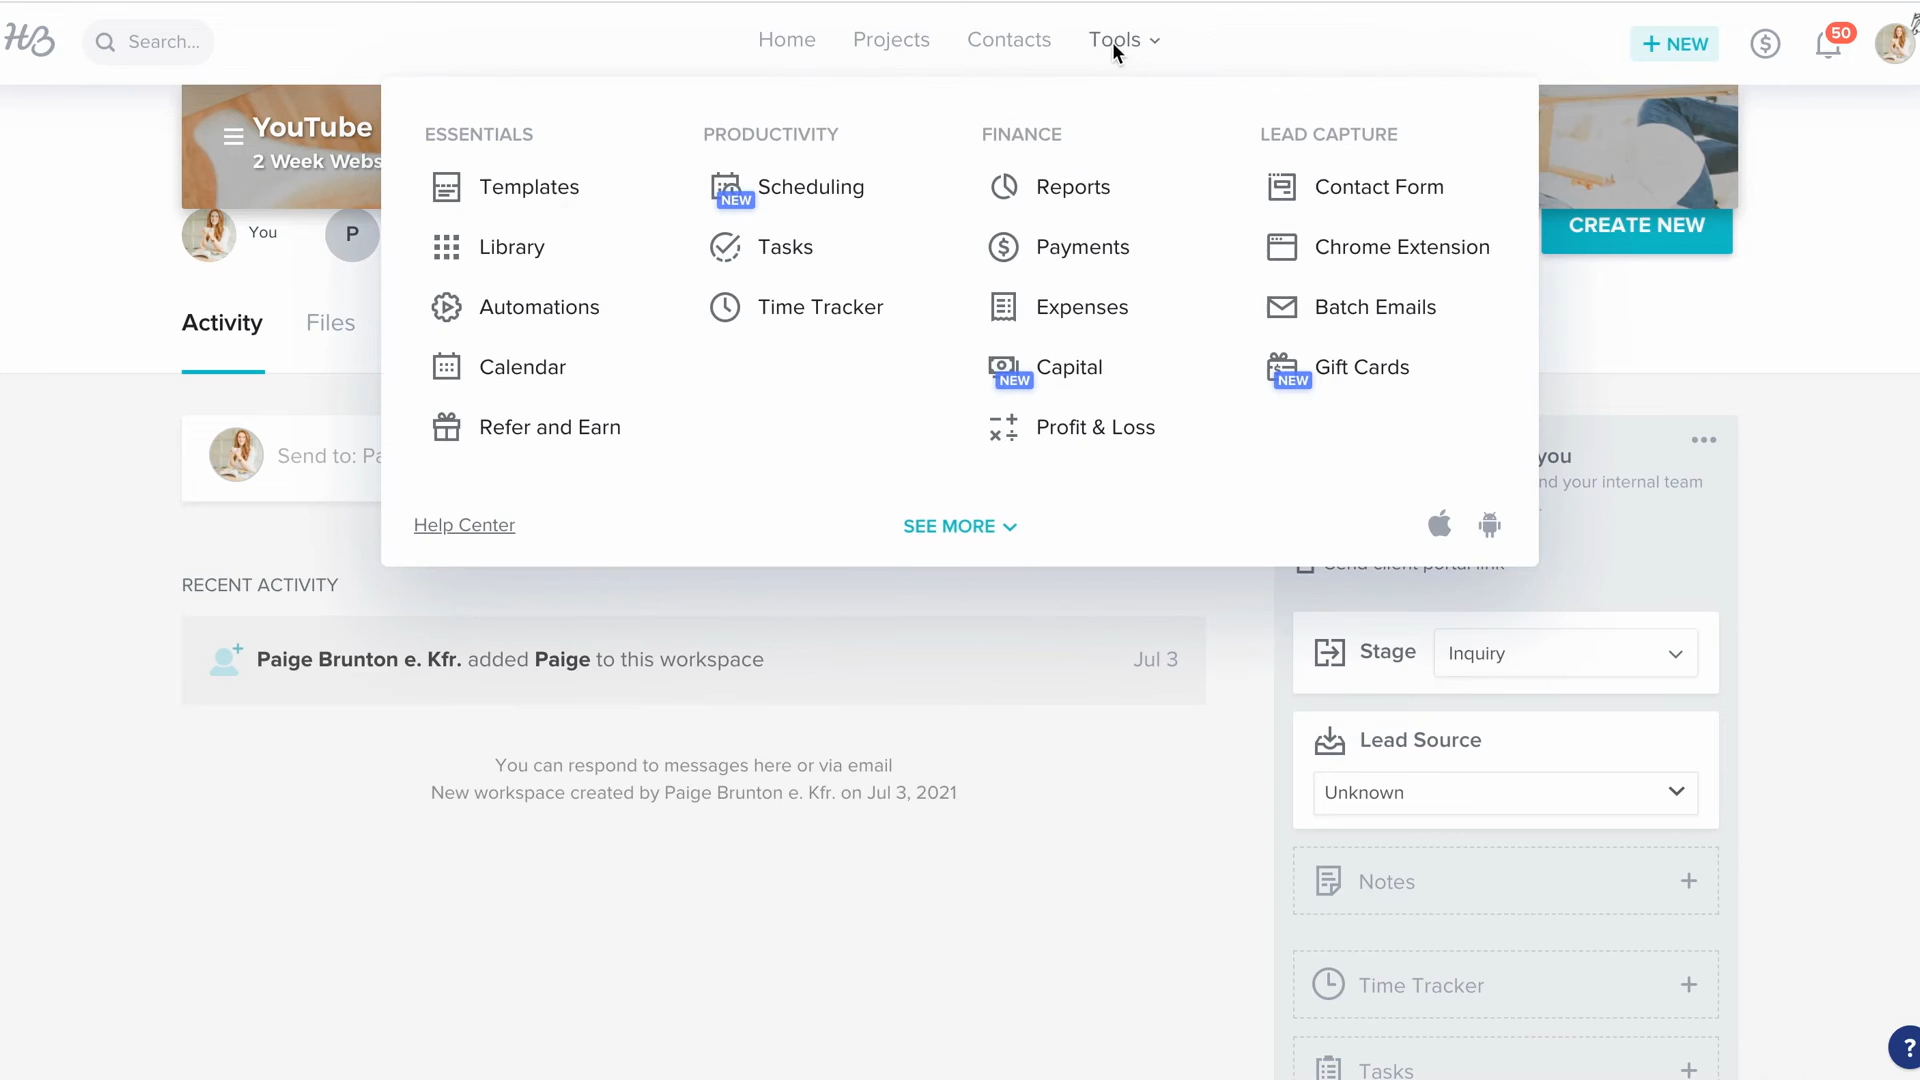 HB
Search...
Home
Projects
Contacts
Tools
+ NEW
50
YouTube
2 Week Webs
You
P
CREATE NEW
Activity
Files
ESSENTIALS
Templates
Library
Automations
Calendar
Refer and Earn
PRODUCTIVITY
NEW
Scheduling
Tasks
Time Tracker
FINANCE
Reports
Payments
Expenses
NEW
Capital
Profit & Loss
LEAD CAPTURE
Contact Form
Chrome Extension
Batch Emails
NEW
Gift Cards
Help Center
SEE MORE
Send to: Pa
you
nd your internal team
Send client portal link
RECENT ACTIVITY
Paige Brunton e. Kfr. added Paige to this workspace
Jul 3
You can respond to messages here or via email
New workspace created by Paige Brunton e. Kfr. on Jul 3, 2021
Stage
Inquiry
Lead Source
Unknown
Notes
Time Tracker
Tasks
?